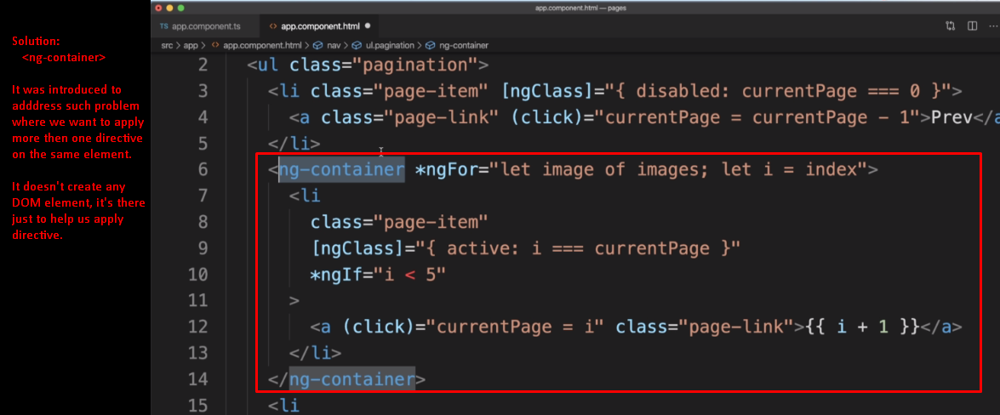 Solution:
<ng-container>
It was introduced to
adddress such problem
where we want to apply
more then one directive
on the same element.
It doesn't create any
DOM element, it's there
just to help us apply
directive.
app.component.html — pages
TS app.component.ts
<> app.component.html ●
src > app > <> app.component.html > nav > ul.pagination > ng-container
2 <ul class="pagination">
3 <li class="page-item" [ngClass]="{ disabled: currentPage === 0 }">
4 <a class="page-link" (click)="currentPage = currentPage - 1">Prev</a
5 </li>
6 <ng-container *ngFor="let image of images; let i = index">
7 <li
8 class="page-item"
9 [ngClass]="{ active: i === currentPage }"
10 *ngIf="i < 5"
11 >
12 <a (click)="currentPage = i" class="page-link">{{ i + 1 }}</a>
13 </li>
14 </ng-container>
15 <li